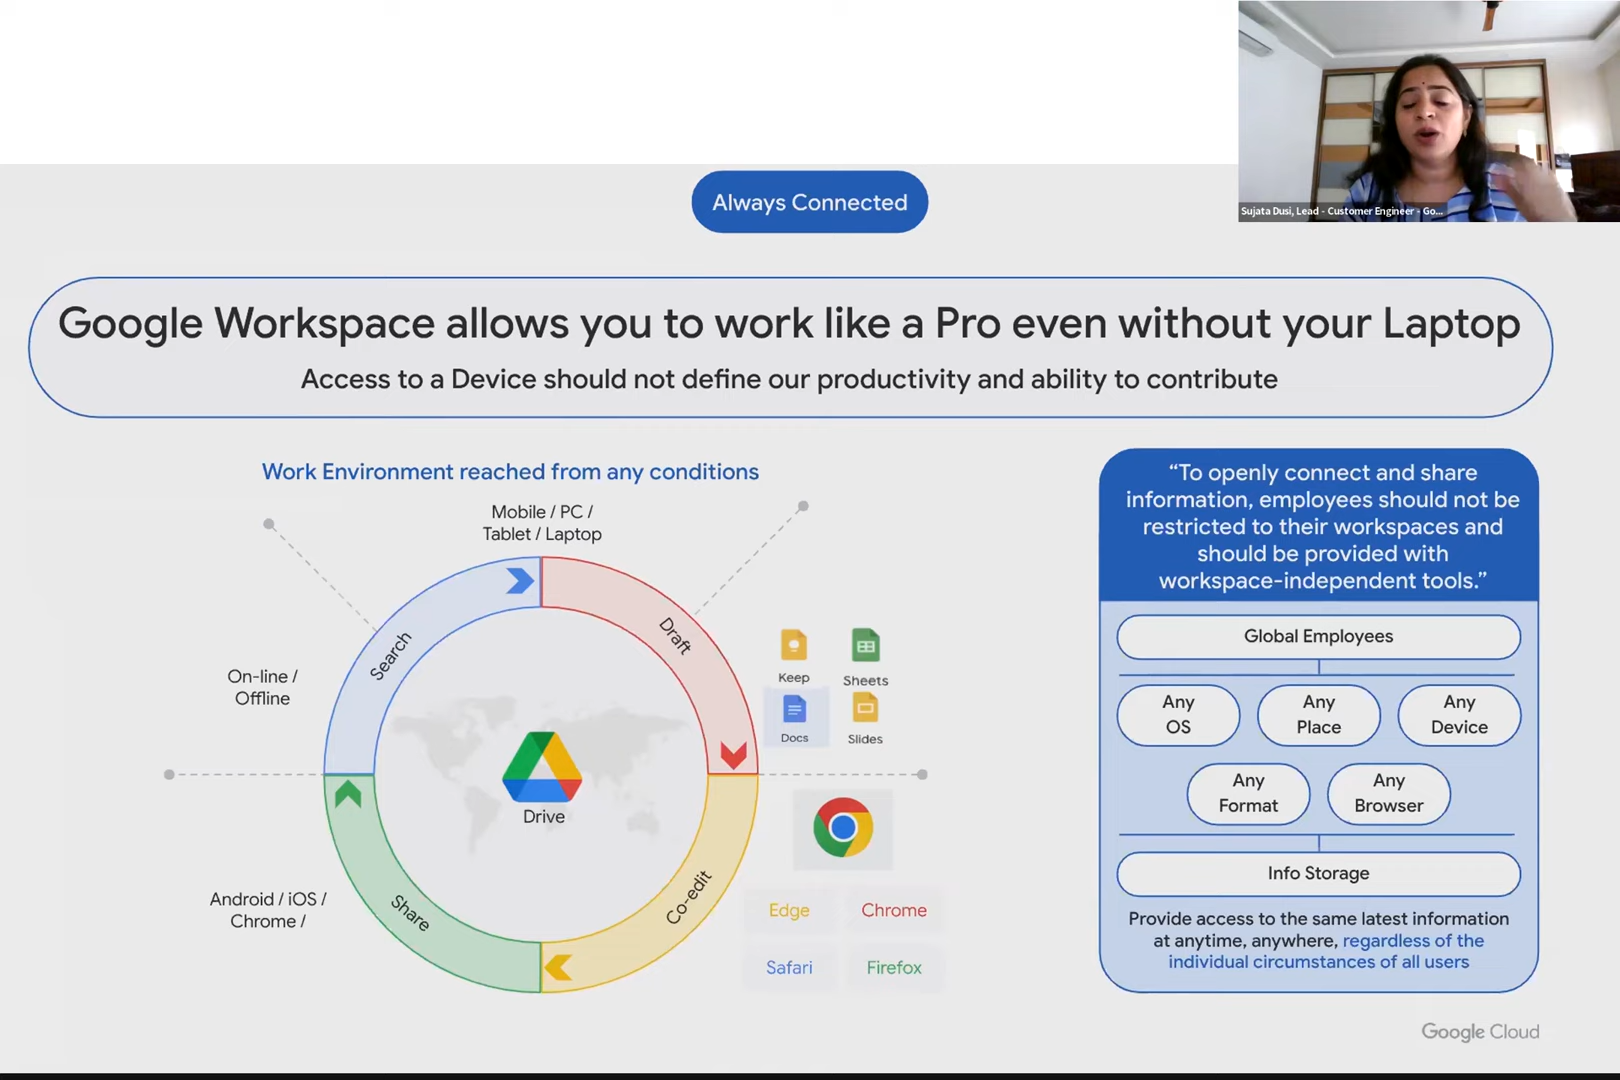 Sujata Dusi, Lead - Customer Engineer - Go...
Always Connected
Google Workspace allows you to work like a Pro even without your Laptop
Access to a Device should not define our productivity and ability to contribute
Work Environment reached from any conditions
Mobile / PC /
Tablet / Laptop
Search
Draft
On-line /
Offline
Keep
Sheets
Docs
Slides
Drive
Android / iOS /
Chrome /
Share
Co-edit
Edge
Chrome
Safari
Firefox
“To openly connect and share
information, employees should not be
restricted to their workspaces and
should be provided with
workspace-independent tools.”
Global Employees
Any
OS
Any
Place
Any
Device
Any
Format
Any
Browser
Info Storage
Provide access to the same latest information
at anytime, anywhere, regardless of the
individual circumstances of all users
Google Cloud